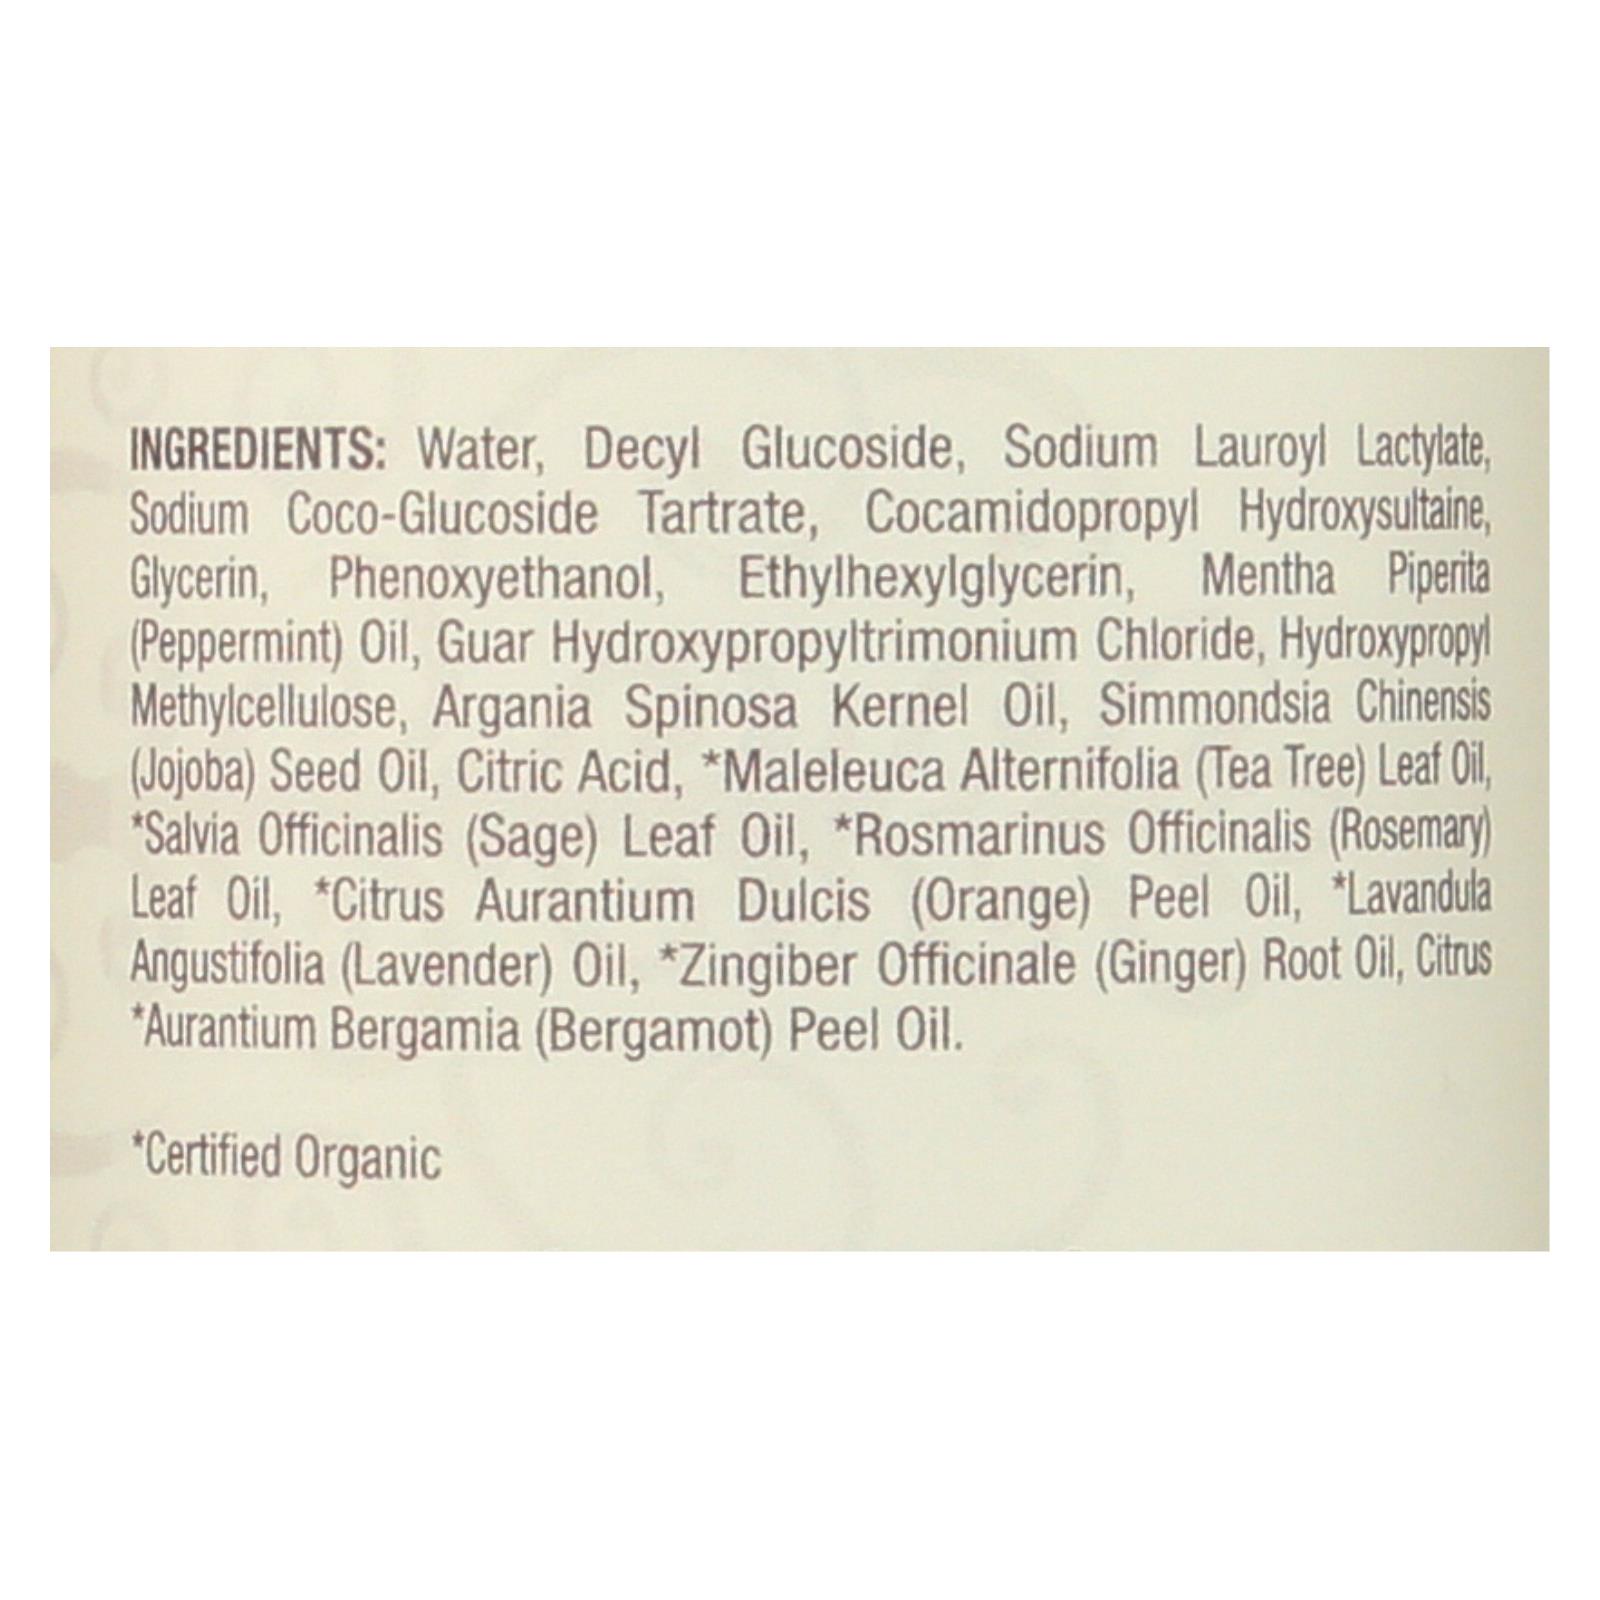 INGREDIENTS: Water, Decyl Glucoside, Sodium Lauroyl Lactylate,
Sodium Coco-Glucoside Tartrate, Cocamidopropyl Hydroxysultaine,
Glycerin, Phenoxyethanol, Ethylhexylglycerin, Mentha Piperita
(Peppermint) Oil, Guar Hydroxypropyltrimonium Chloride, Hydroxypropyl
Methylcellulose, Argania Spinosa Kernel Oil, Simmondsia Chinensis
(Jojoba) Seed Oil, Citric Acid, *Maleleuca Alternifolia (Tea Tree) Leaf Oil,
*Salvia Officinalis (Sage) Leaf Oil, *Rosmarinus Officinalis (Rosemary)
Leaf Oil, *Citrus Aurantium Dulcis (Orange) Peel Oil, *Lavandula
Angustifolia (Lavender) Oil, *Zingiber Officinale (Ginger) Root Oil, Citrus
*Aurantium Bergamia (Bergamot) Peel Oil.
*Certified Organic